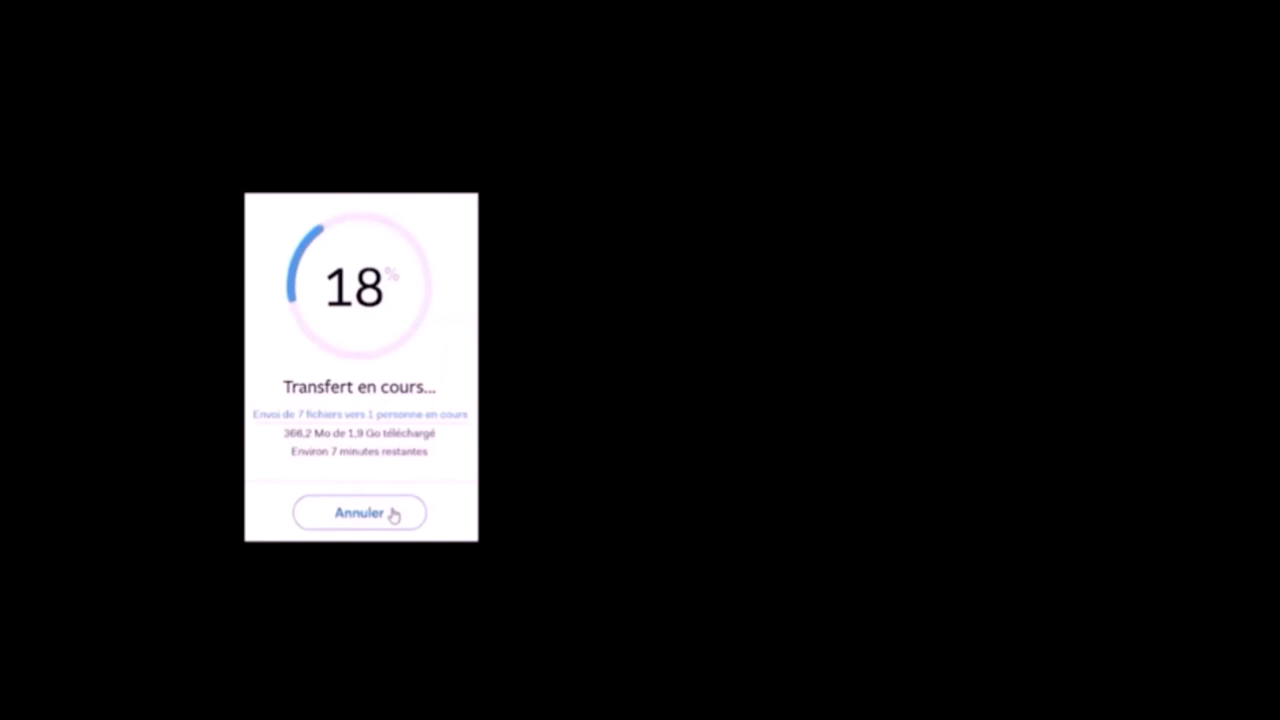 18%
Transfert en cours...
Envoi de 7 fichiers vers 1 personne en cours
366,2 Mo de 1,9 Go téléchargé
Environ 7 minutes restantes
Annuler